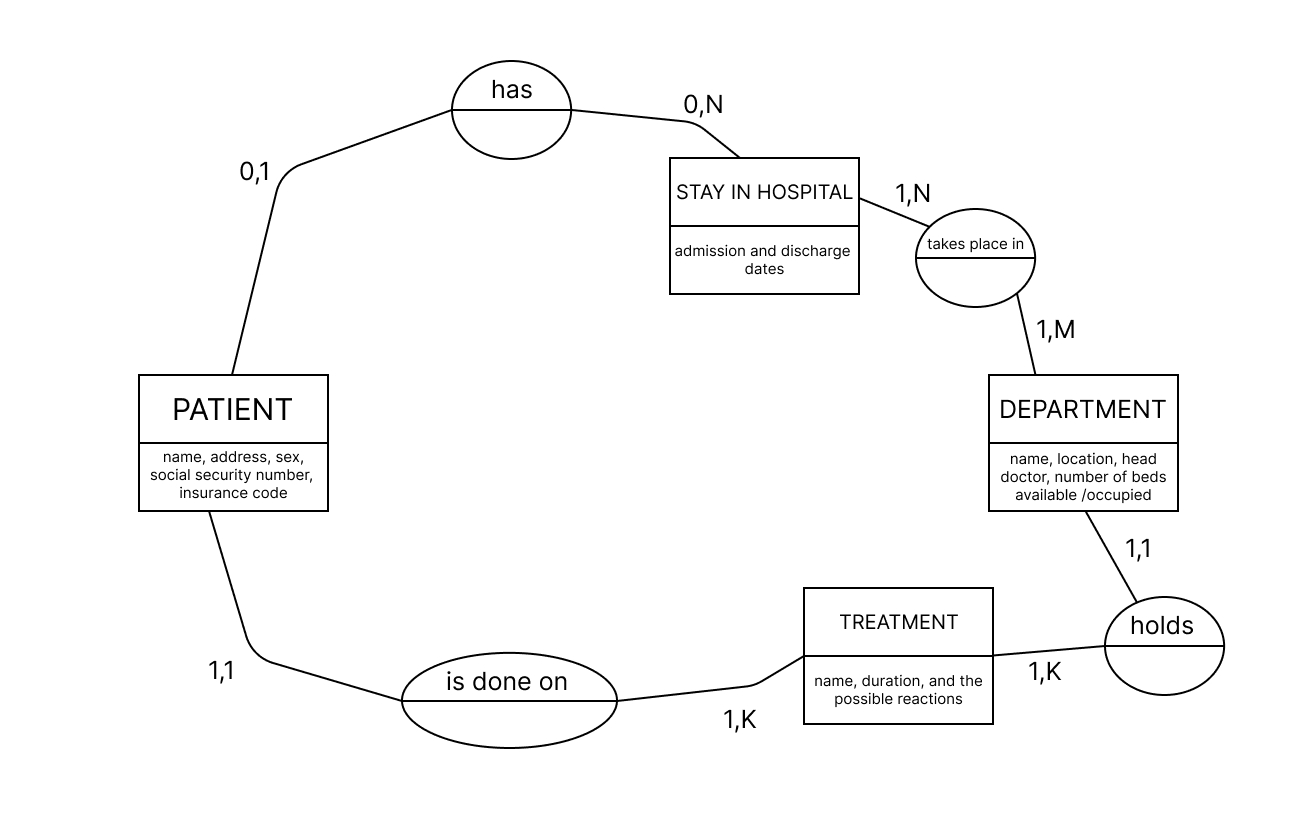 has
0,N
0,1
STAY IN HOSPITAL
1,N
admission and discharge
dates
takes place in
1,M
PATIENT
name, address, sex,
social security number,
insurance code
DEPARTMENT
name, location, head
doctor, number of beds
available /occupied
1,1
TREATMENT
name, duration, and the
possible reactions
holds
1,K
1,1
is done on
1,K